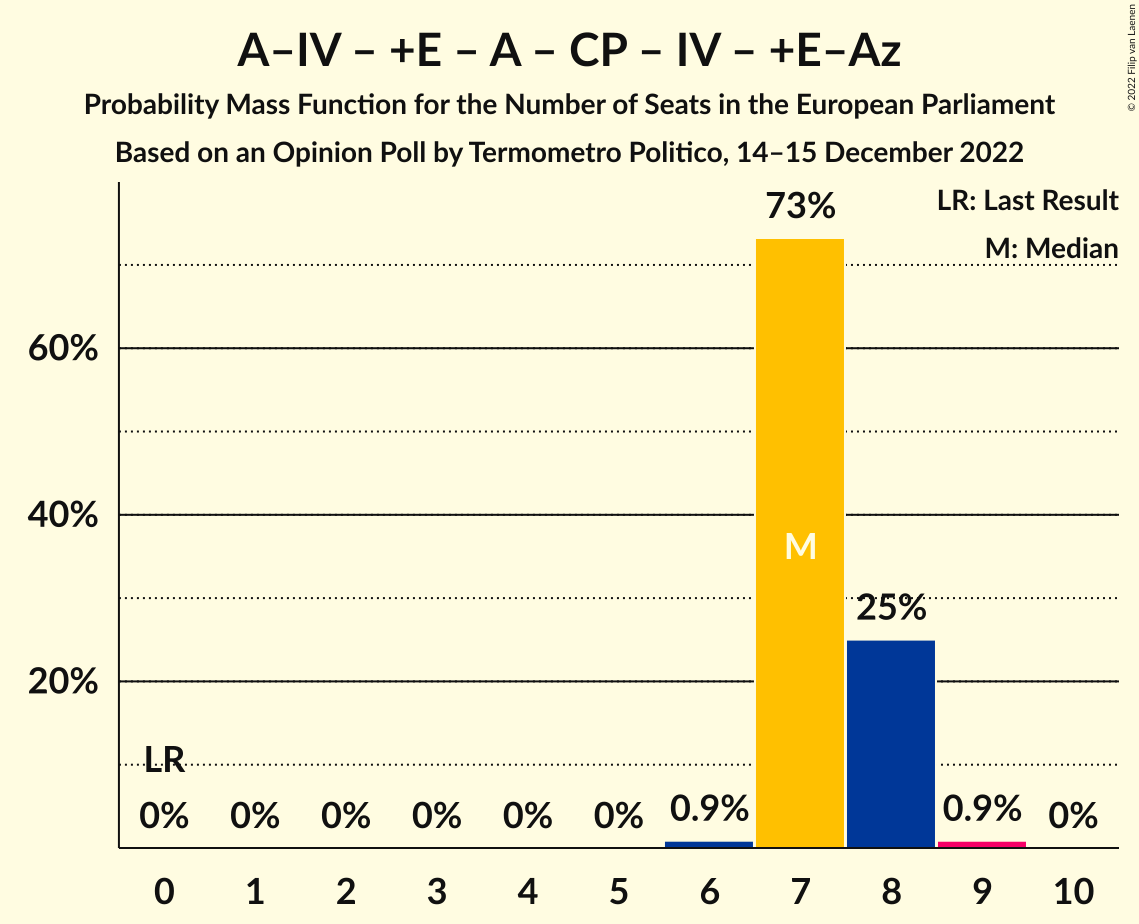 A–IV – +E – A – CP – IV – +E–Az
Probability Mass Function for the Number of Seats in the European Parliament
Based on an Opinion Poll by Termometro Politico, 14–15 December 2022
© 2022 Filip van Laenen
LR: Last Result
M: Median
73%
60%
40%
M
25%
20%
LR
0% 0% 0% 0% 0% 0% 0.9% 0.9% 0%
0 1 2 3 4 5 6 7 8 9 10